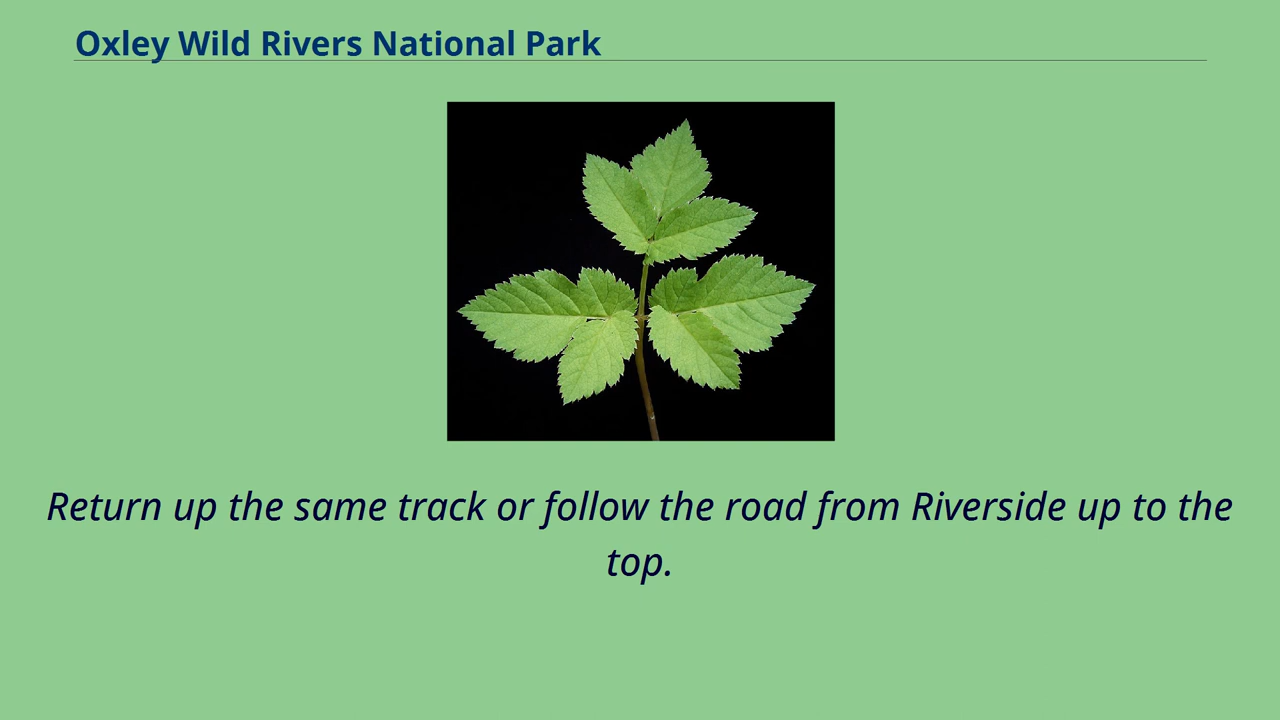 Oxley Wild Rivers National Park
Return up the same track or follow the road from Riverside up to the
top.